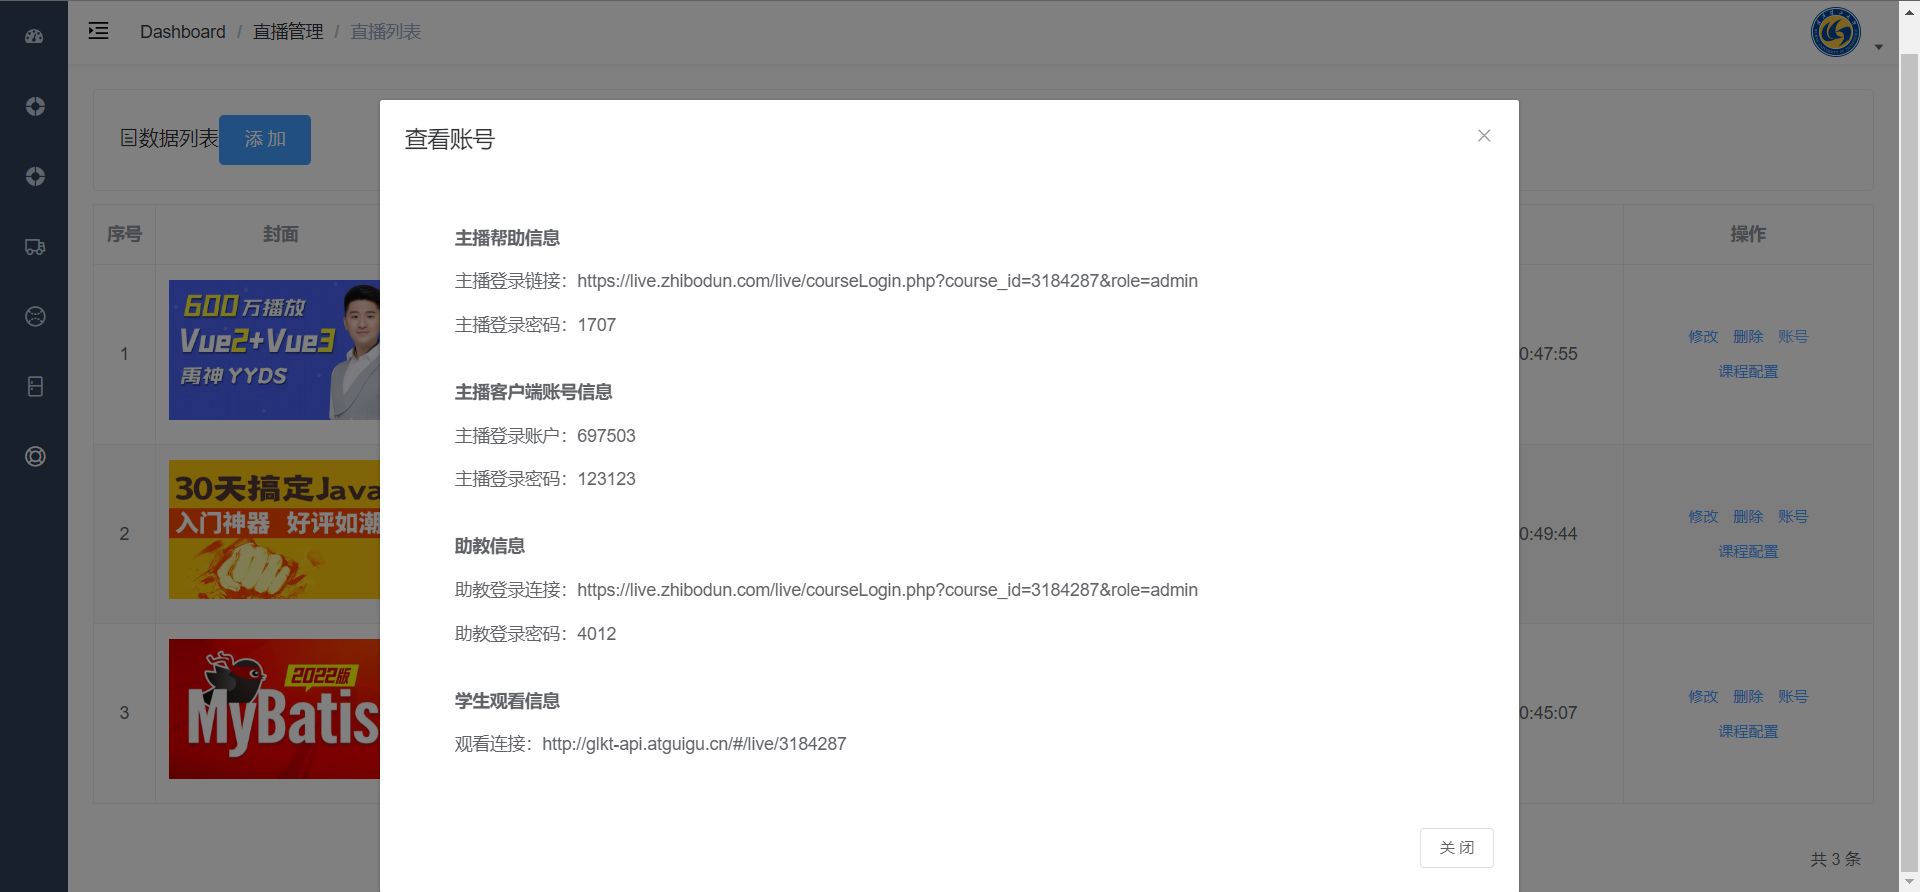 Dashboard / 直播管理 / 直播列表
数据列表
添 加
查看账号
主播帮助信息
主播登录链接：https://live.zhibodun.com/live/courseLogin.php?course_id=3184287&role=admin
主播登录密码：1707
主播客户端账号信息
主播登录账户：697503
主播登录密码：123123
助教信息
助教登录连接：https://live.zhibodun.com/live/courseLogin.php?course_id=3184287&role=admin
助教登录密码：4012
学生观看信息
观看连接：http://glkt-api.atguigu.cn/#/live/3184287
关 闭
序号 封面 操作
1
600万播放
Vue2+Vue3
禹神YYDS
0:47:55
修改 删除 账号
课程配置
2
30天搞定Java
入门神器 好评如潮
0:49:44
修改 删除 账号
课程配置
3
2022版
MyBatis
0:45:07
修改 删除 账号
课程配置
共 3 条